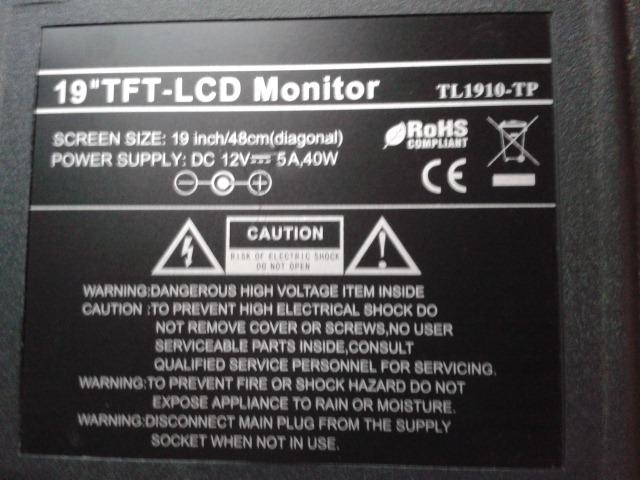 19"TFT-LCD Monitor TL1910-TP
SCREEN SIZE: 19 inch/48cm(diagonal)
POWER SUPPLY: DC 12V 5A,40W
RoHS
COMPLIANT
CE
CAUTION
RISK OF ELECTRIC SHOCK
DO NOT OPEN
WARNING:DANGEROUS HIGH VOLTAGE ITEM INSIDE
CAUTION :TO PREVENT HIGH ELECTRICAL SHOCK DO
NOT REMOVE COVER OR SCREWS,NO USER
SERVICEABLE PARTS INSIDE,CONSULT
QUALIFIED SERVICE PERSONNEL FOR SERVICING.
WARNING:TO PREVENT FIRE OR SHOCK HAZARD DO NOT
EXPOSE APPLIANCE TO RAIN OR MOISTURE.
WARNING:DISCONNECT MAIN PLUG FROM THE SUPPLY
SOCKET WHEN NOT IN USE.